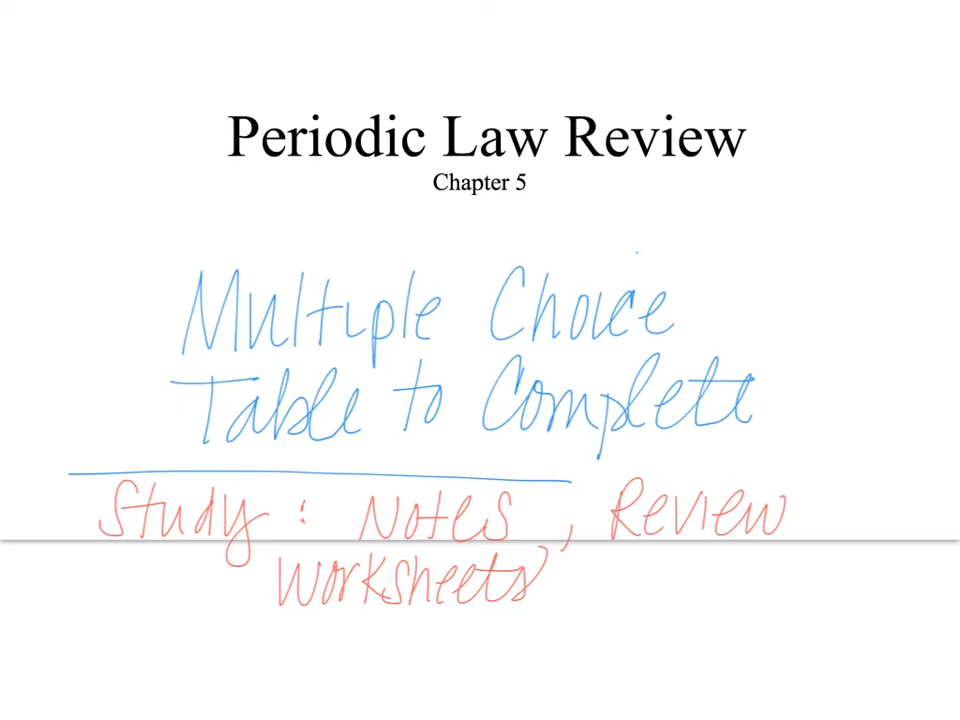 Periodic Law Review
Chapter 5
Multiple Choice
Table to Complete
Study : Notes, Review
Worksheets